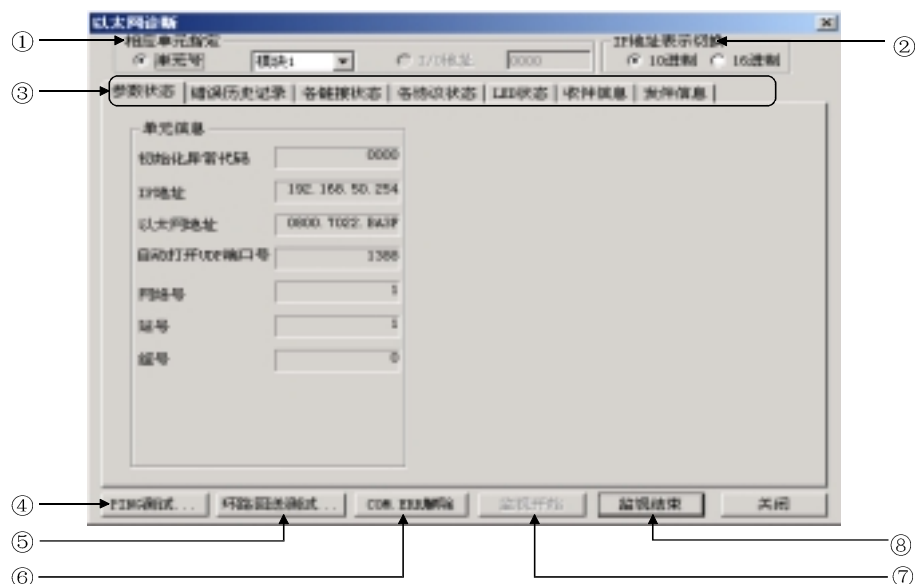 以太网诊断
① 相应单元指定 IP地址表示切换 ②
单元号 模块1 I/O地址 0000 10进制 16进制
③ 参数状态 错误历史记录 各链接状态 各协议状态 LED状态 收件信息 发件信息
单元信息
初始化异常代码 0000
IP地址 192.168.50.254
以太网地址 0800.7022.8A3F
自动打开UDP端口号 1388
网络号 1
站号 1
组号 0
④ PING测试... 环路回送测试... COM.ERR解除 监视开始 监视结束 关闭
⑤ ⑧
⑥ ⑦